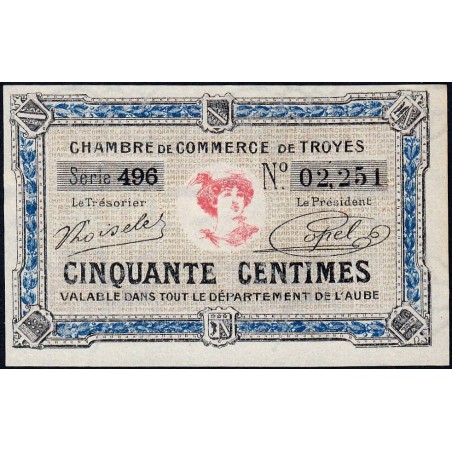 CHAMBRE DE COMMERCE DE TROYES
Série 496 No. 02,251
Le Trésorier Le Président
CINQUANTE CENTIMES
VALABLE DANS TOUT LE DÉPARTEMENT DE L'AUBE